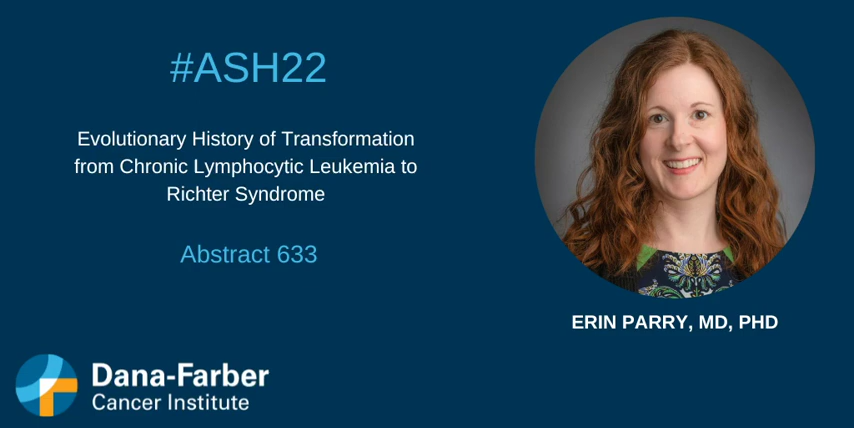 #ASH22
Evolutionary History of Transformation
from Chronic Lymphocytic Leukemia to
Richter Syndrome
Abstract 633
ERIN PARRY, MD, PHD
Dana-Farber
Cancer Institute